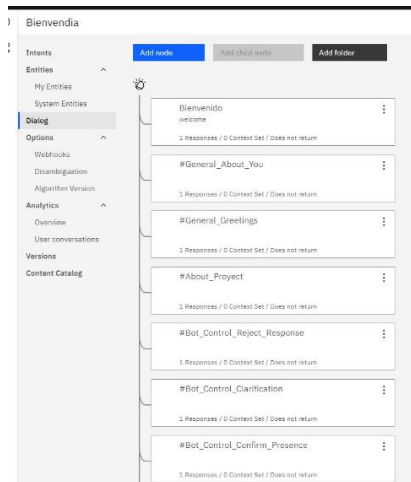 Bienvendia
Intents
Entities
My Entities
System Entities
Dialog
Options
Webhooks
Disambiguation
Algorithm Version
Analytics
Overview
User conversations
Versions
Content Catalog
Add node
Add child node
Add folder
Bienvenido
welcome
1 Responses / 0 Context Set / Does not return
#General_About_You
1 Responses / 0 Context Set / Does not return
#General_Greetings
1 Responses / 0 Context Set / Does not return
#About_Proyect
1 Responses / 0 Context Set / Does not return
#Bot_Control_Reject_Response
1 Responses / 0 Context Set / Does not return
#Bot_Control_Clarification
1 Responses / 0 Context Set / Does not return
#Bot_Control_Confirm_Presence
1 Responses / 0 Context Set / Does not return